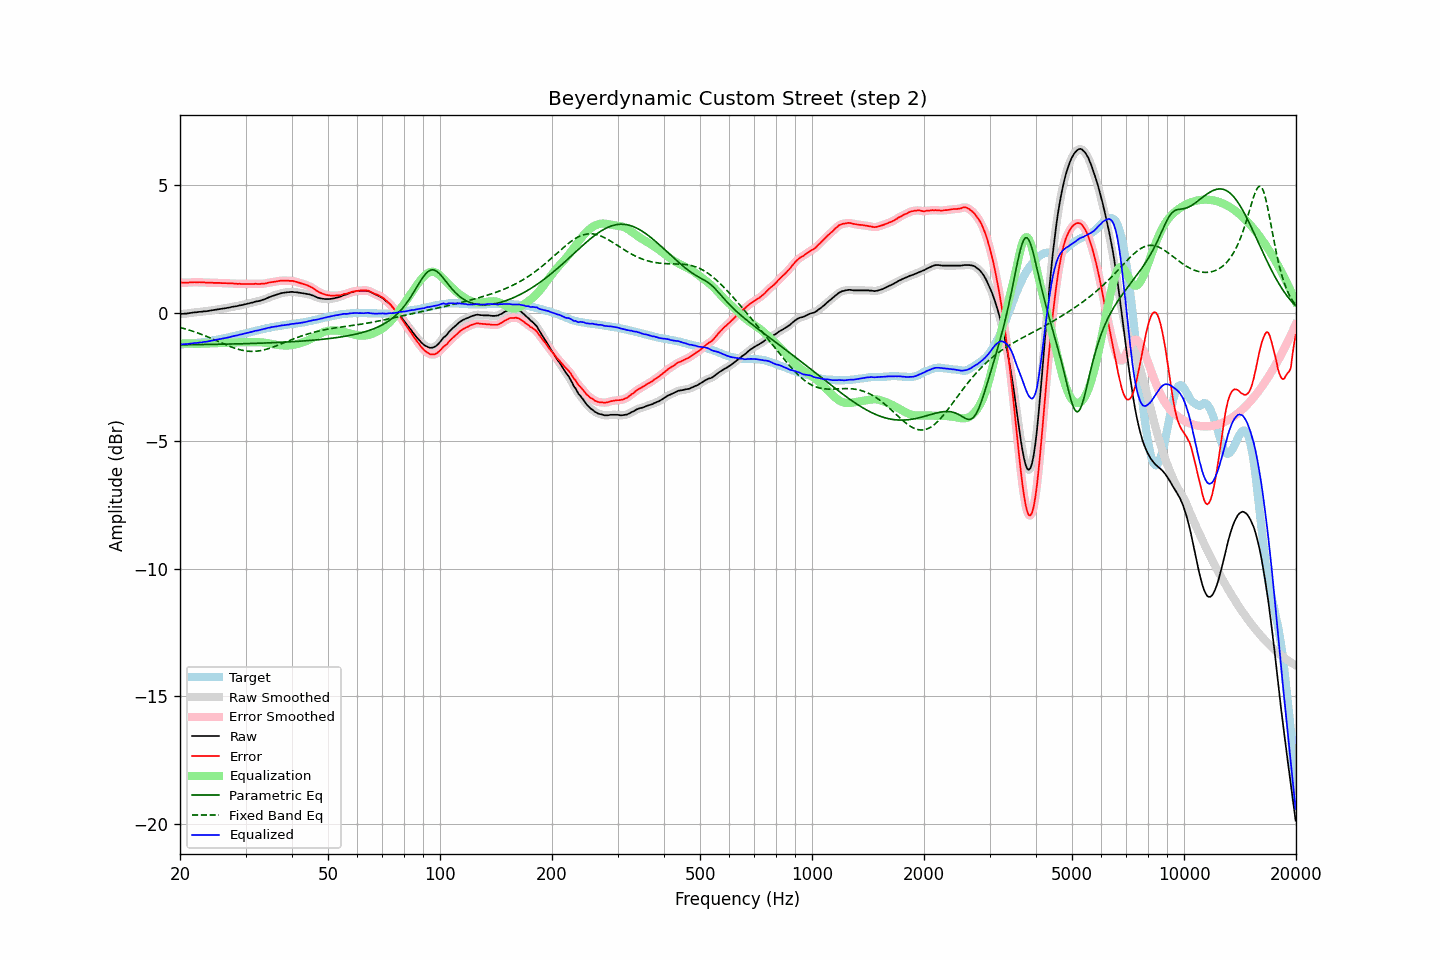 Beyerdynamic Custom Street (step 2)
Amplitude (dBr)
5
0
−5
−10
−15
−20
Target
Raw Smoothed
Error Smoothed
Raw
Error
Equalization
Parametric Eq
Fixed Band Eq
Equalized
20 50 100 200 500 1000 2000 5000 10000 20000
Frequency (Hz)